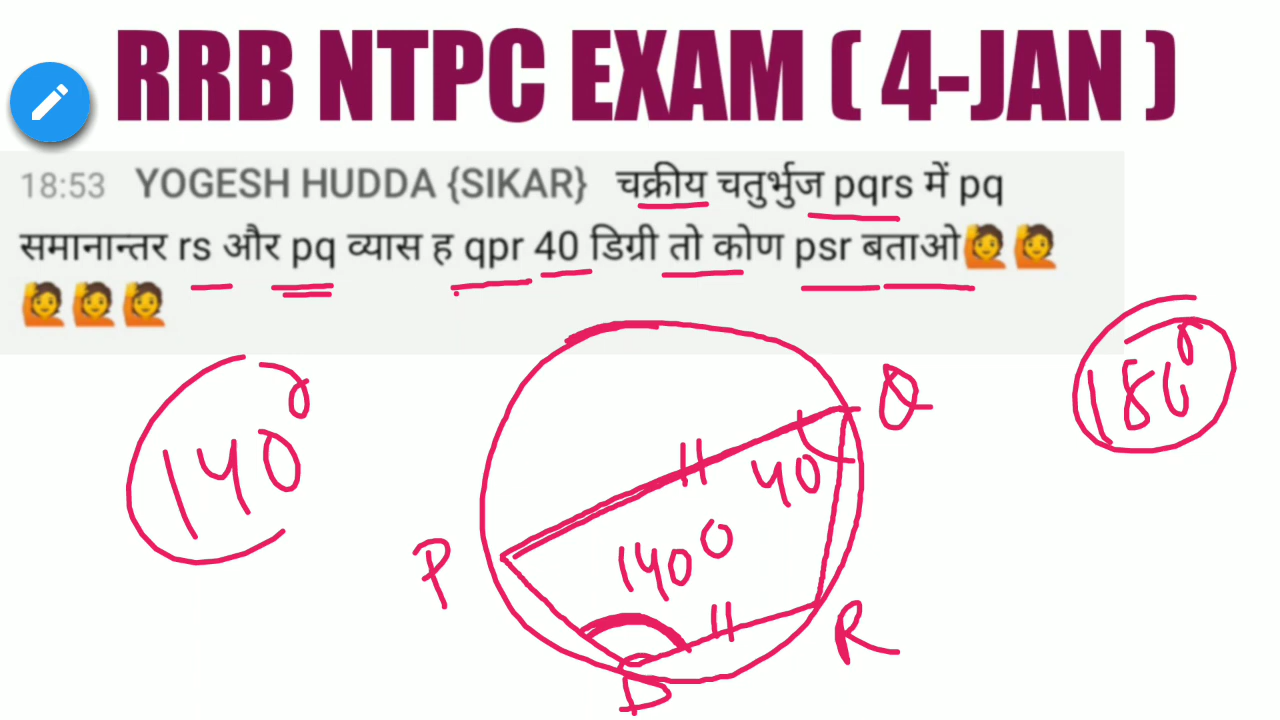 RRB NTPC EXAM ( 4-JAN )
18:53 YOGESH HUDDA {SIKAR} चक्रीय चतुर्भुज pqrs में pq
समानान्तर rs और pq व्यास ह qpr 40 डिग्री तो कोण psr बताओ🙋🙋
🙋🙋🙋
140°
180°
Q
40
140°
P
R
D